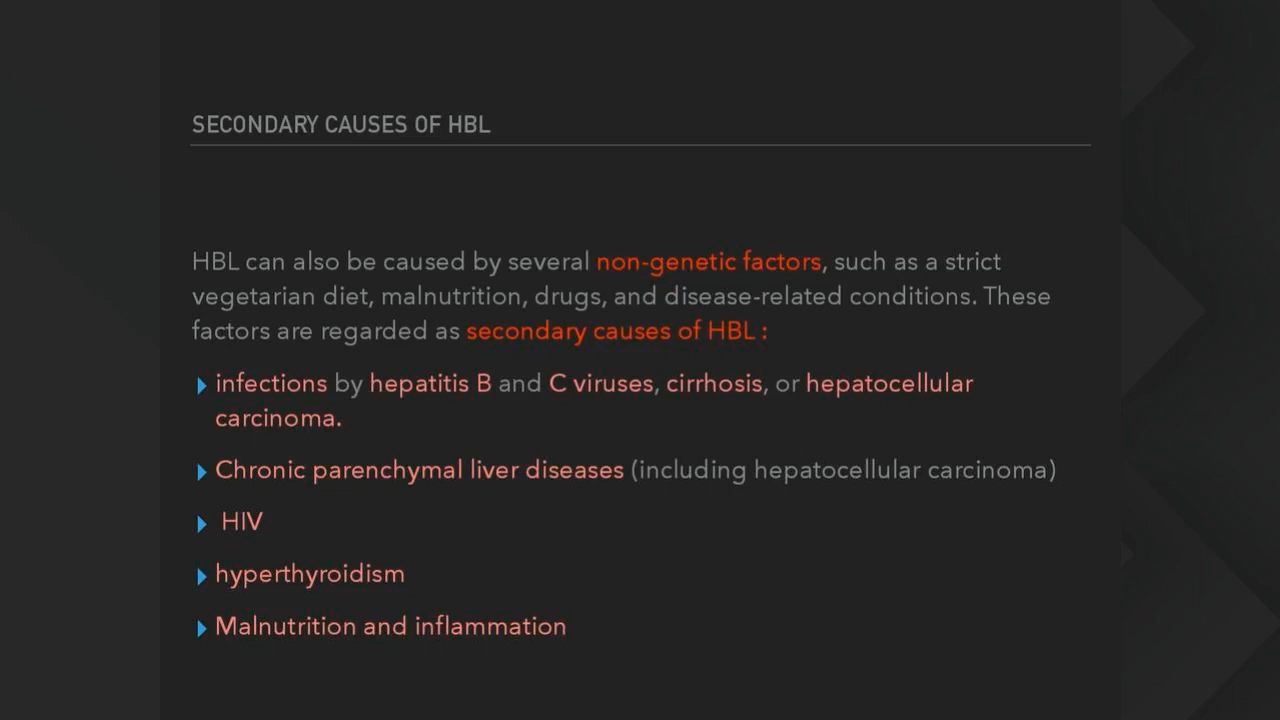 SECONDARY CAUSES OF HBL
HBL can also be caused by several non-genetic factors, such as a strict
vegetarian diet, malnutrition, drugs, and disease-related conditions. These
factors are regarded as secondary causes of HBL :
infections by hepatitis B and C viruses, cirrhosis, or hepatocellular
carcinoma.
Chronic parenchymal liver diseases (including hepatocellular carcinoma)
HIV
hyperthyroidism
Malnutrition and inflammation